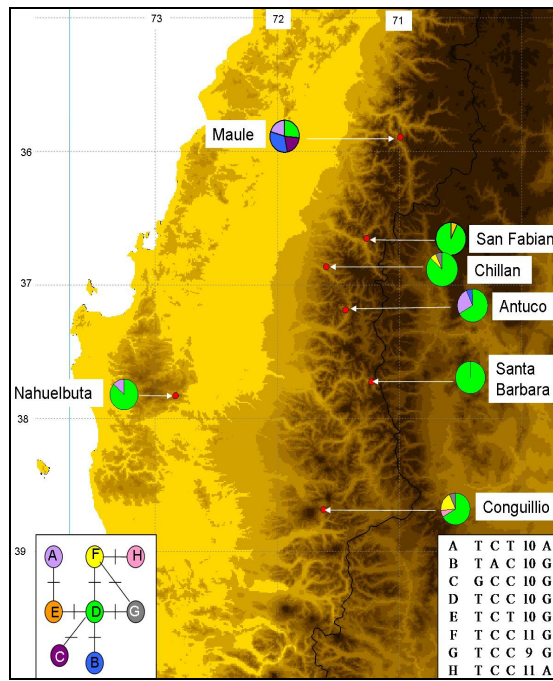 73
72
71
Maule
36
San Fabian
Chillan
37
Antuco
Santa
Barbara
Nahuelbuta
38
Conguillio
39
A F H
E D G
C B
A T C T 10 A
B T A C 10 G
C G C C 10 G
D T C C 10 G
E T C T 10 G
F T C C 11 G
G T C C 9 G
H T C C 11 A